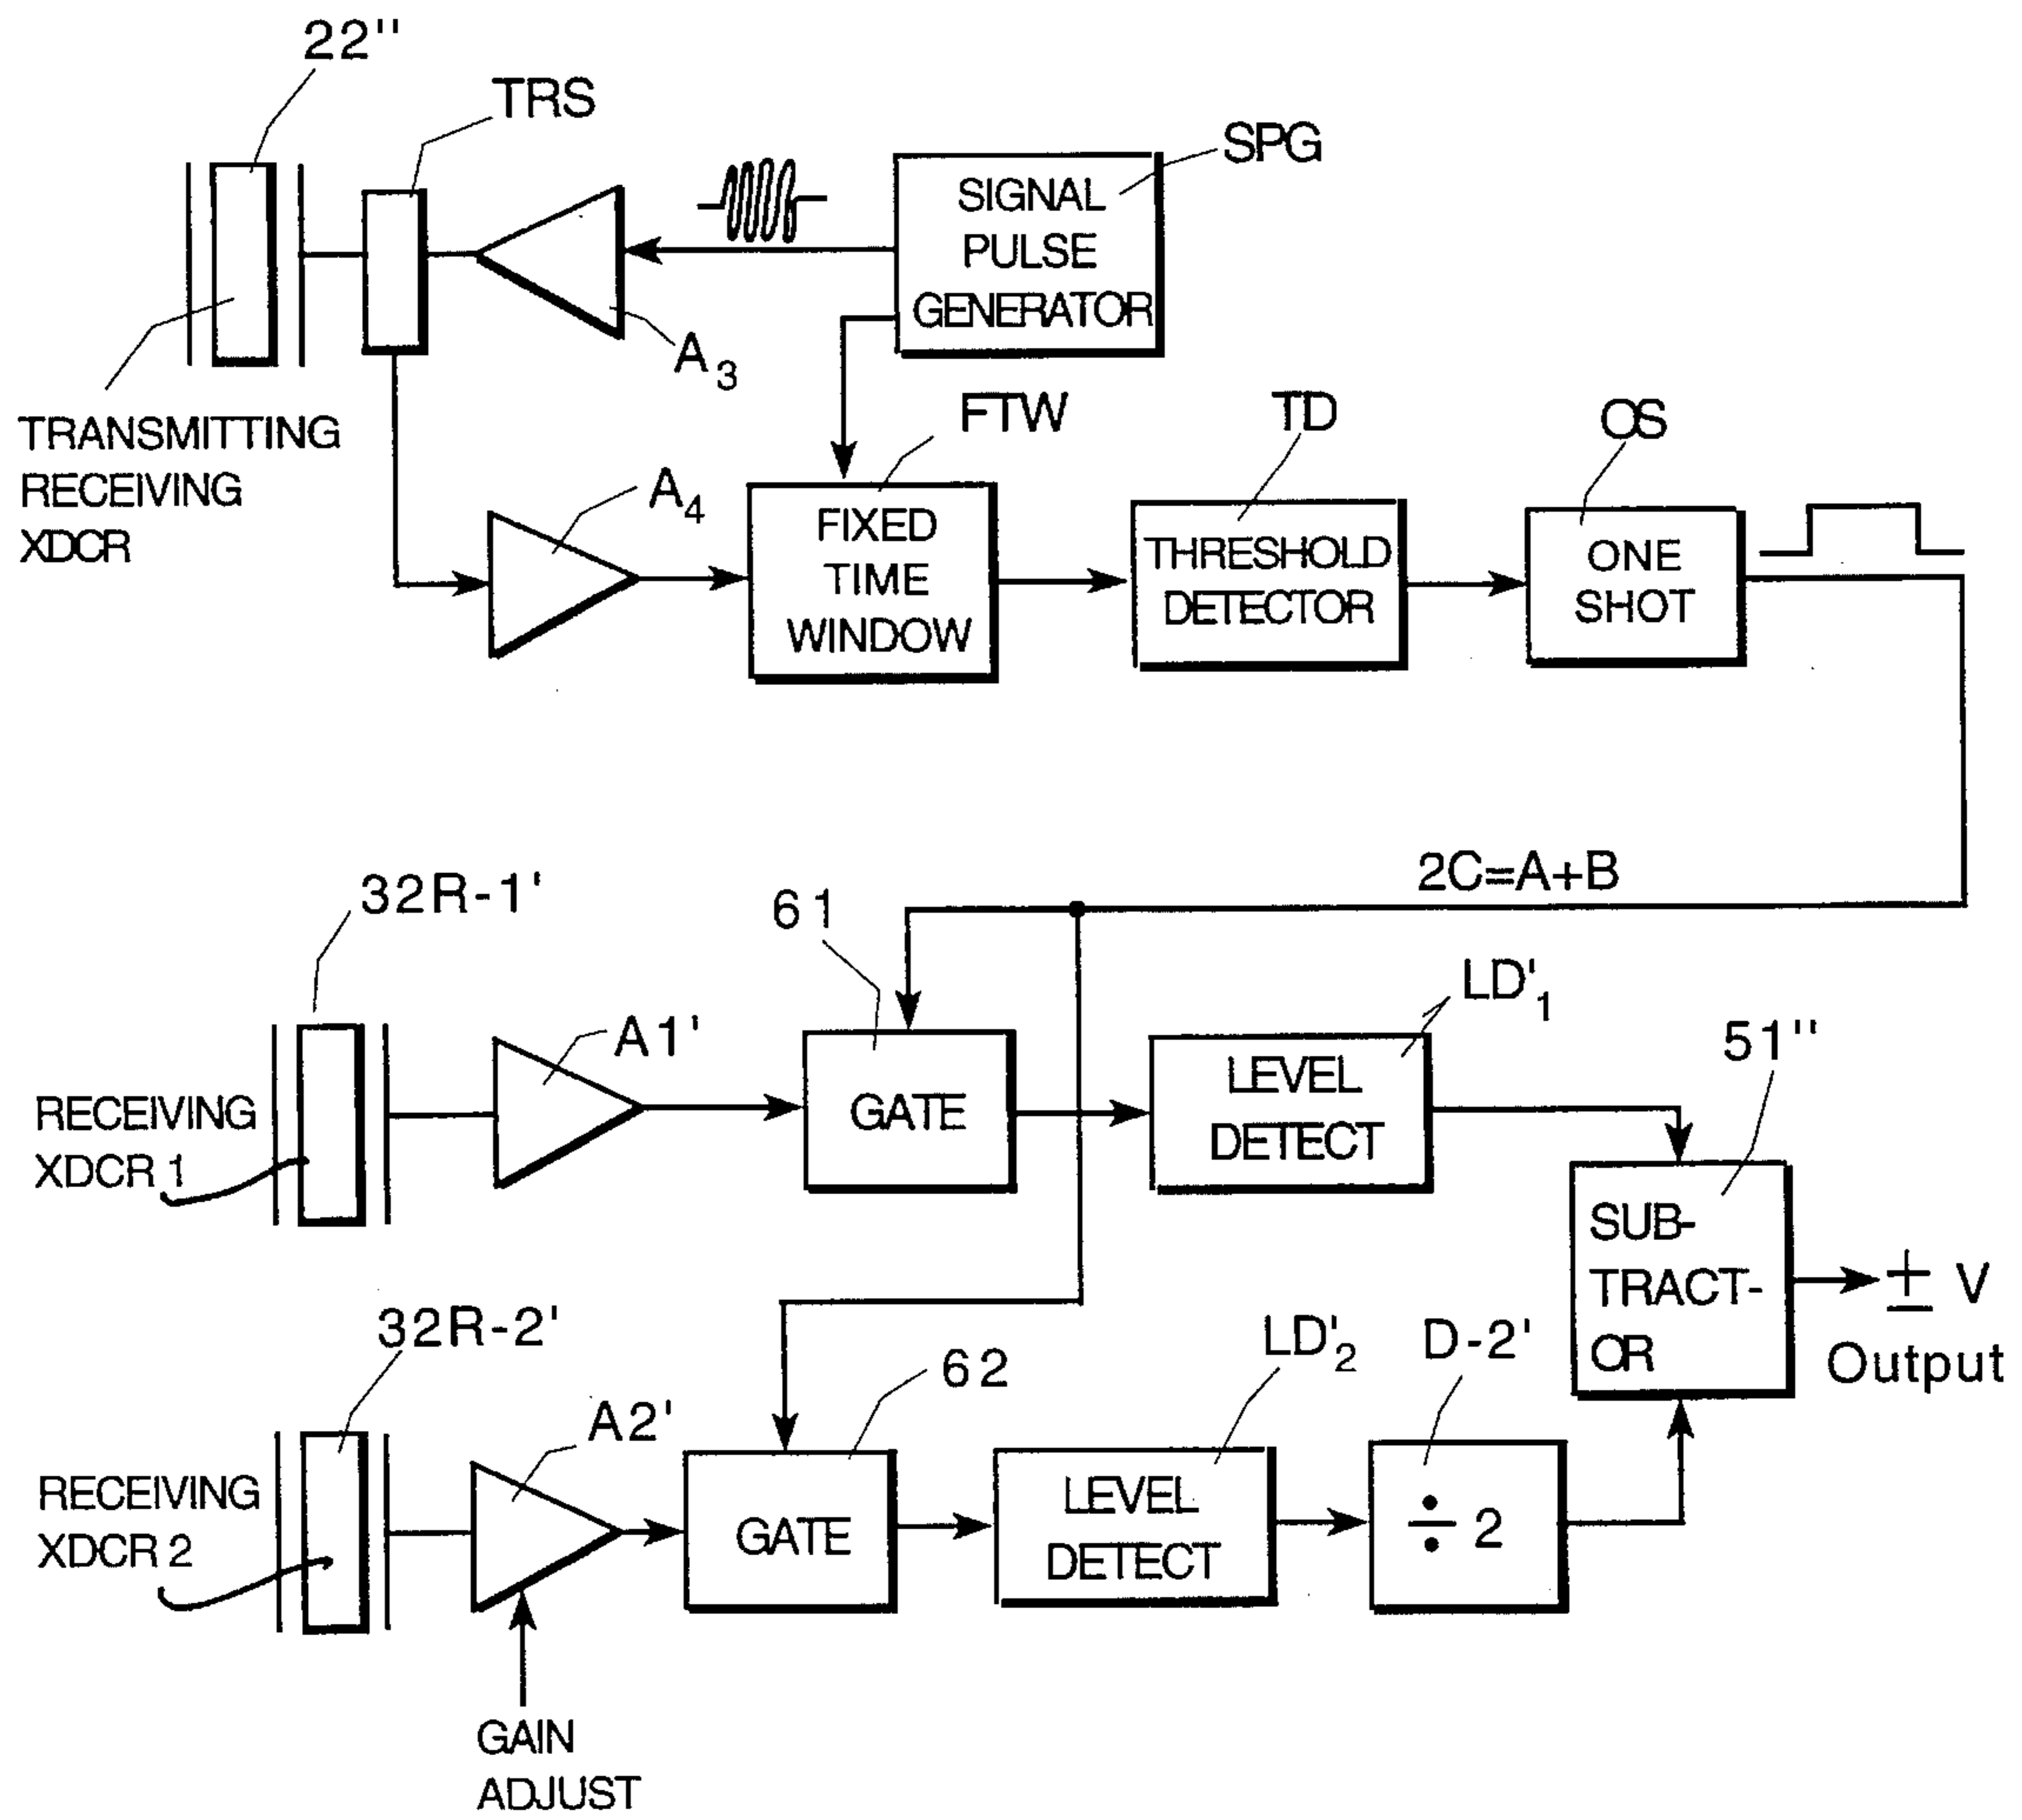 22"
TRS
SPG
SIGNAL
PULSE
GENERATOR
A3
TRANSMITTING
RECEIVING
XDCR
FTW
TD
OS
A4
FIXED
TIME
WINDOW
THRESHOLD
DETECTOR
ONE
SHOT
2C=A+B
32R-1'
61
LD'1
A1'
51"
RECEIVING
XDCR 1
GATE
LEVEL
DETECT
SUB-
TRACT-
OR
± V
Output
32R-2'
62
LD'2
D-2'
A2'
RECEIVING
XDCR 2
GATE
LEVEL
DETECT
÷ 2
GAIN
ADJUST